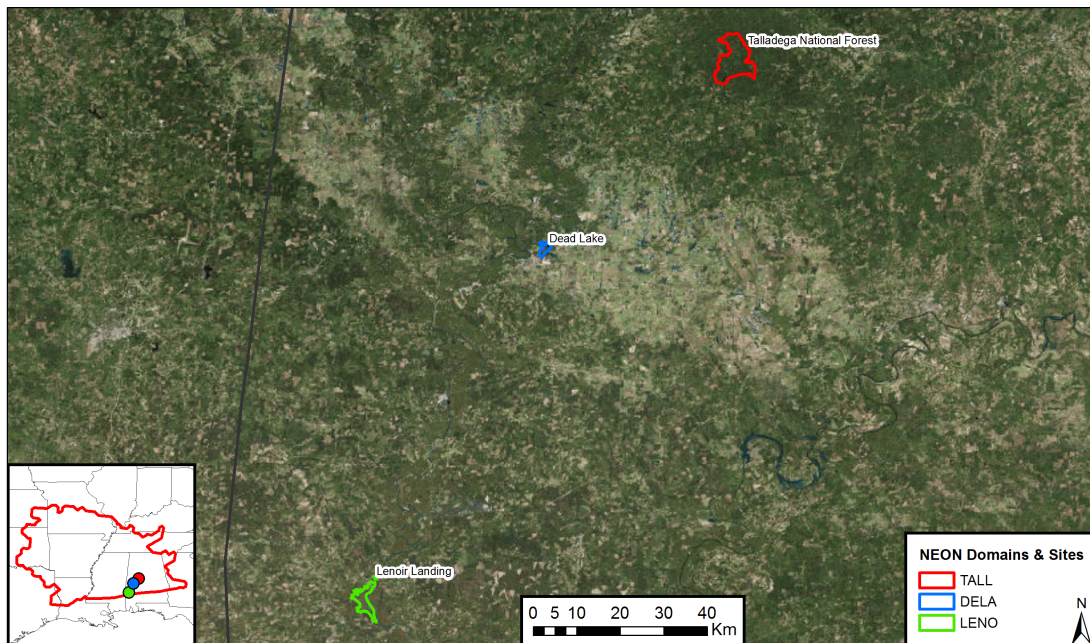 Talladega National Forest
Dead Lake
Lenoir Landing
0 5 10 20 30 40
Km
NEON Domains & Sites
TALL
DELA
LENO
N